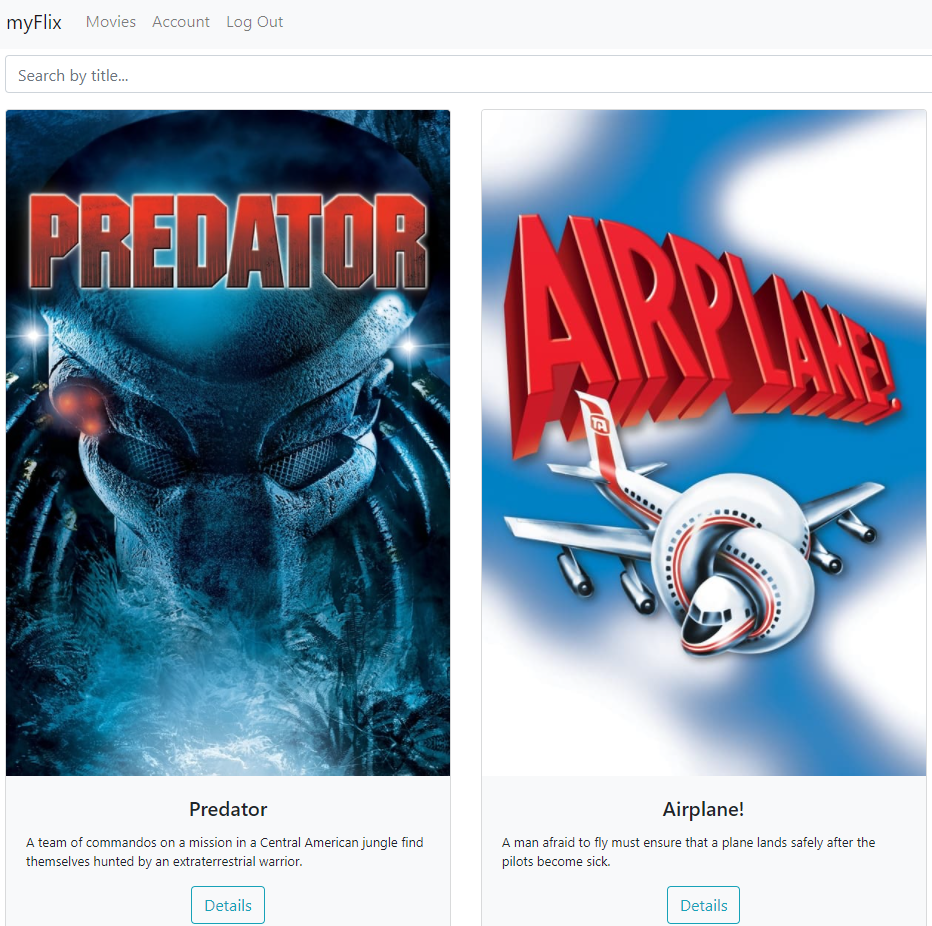 myFlix Movies Account Log Out
Search by title...
PREDATOR
AIRPLANE!
TA
Predator
A team of commandos on a mission in a Central American jungle find
themselves hunted by an extraterrestrial warrior.
Details
Airplane!
A man afraid to fly must ensure that a plane lands safely after the
pilots become sick.
Details